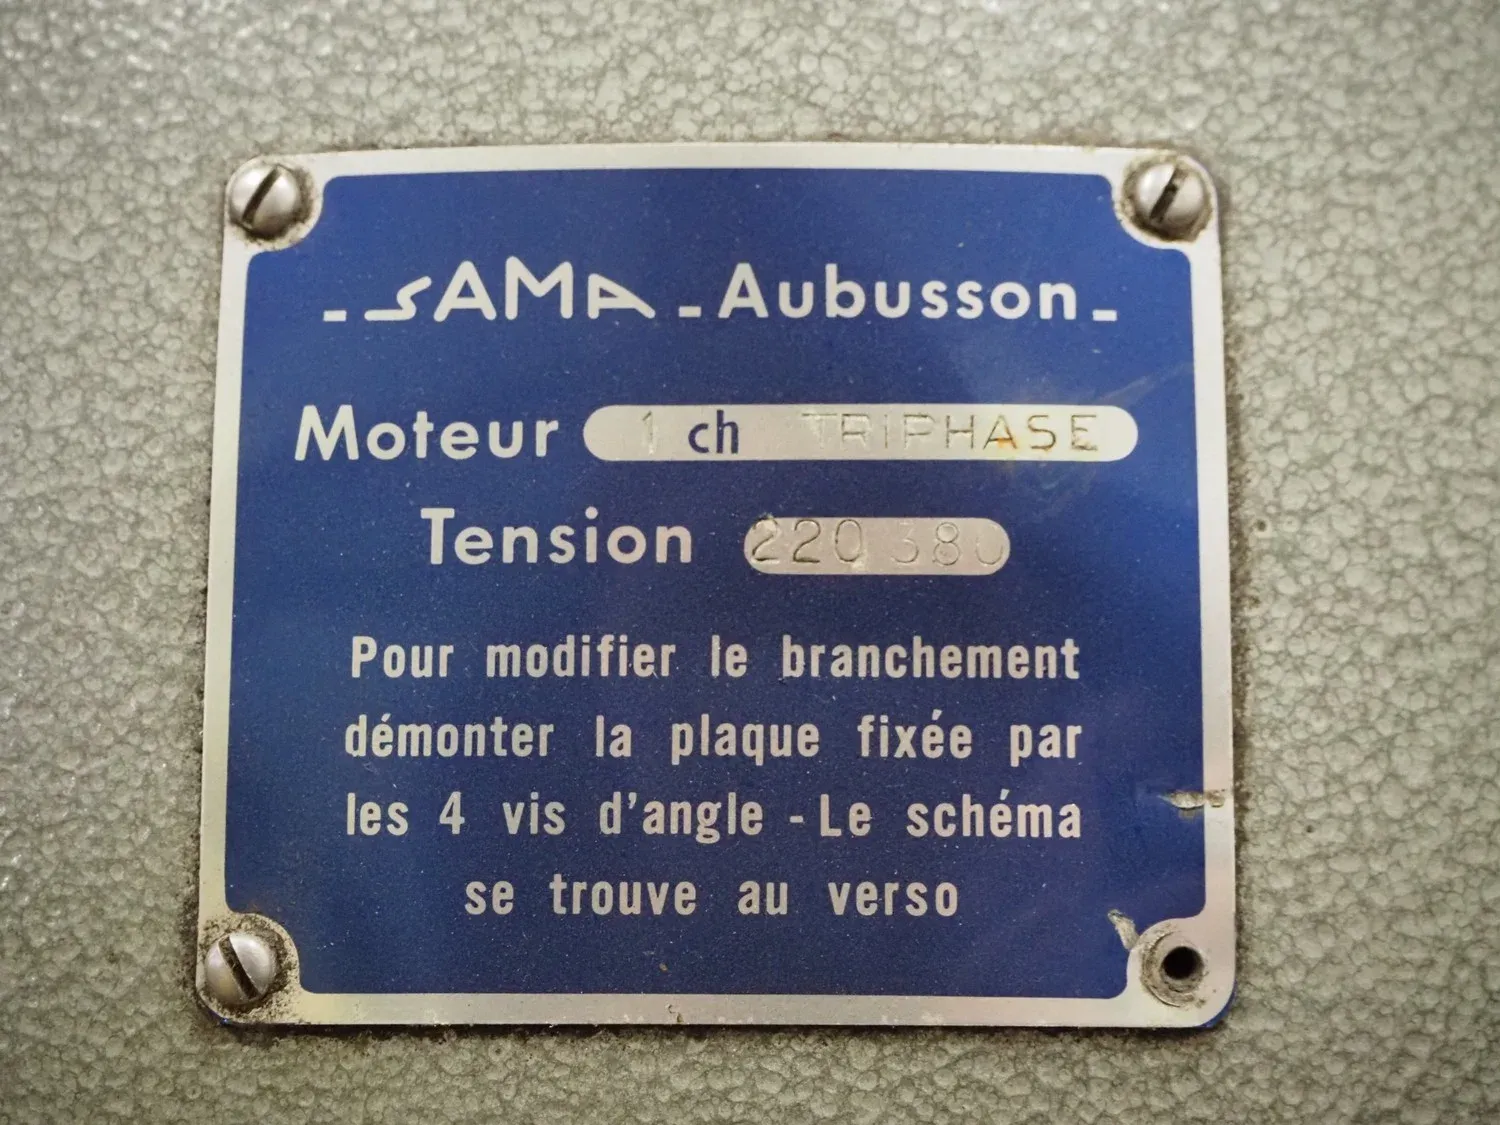 - SAMA - Aubusson -
Moteur 1 ch TRIPHASE
Tension 220 380
Pour modifier le branchement
démonter la plaque fixée par
les 4 vis d'angle - Le schéma
se trouve au verso